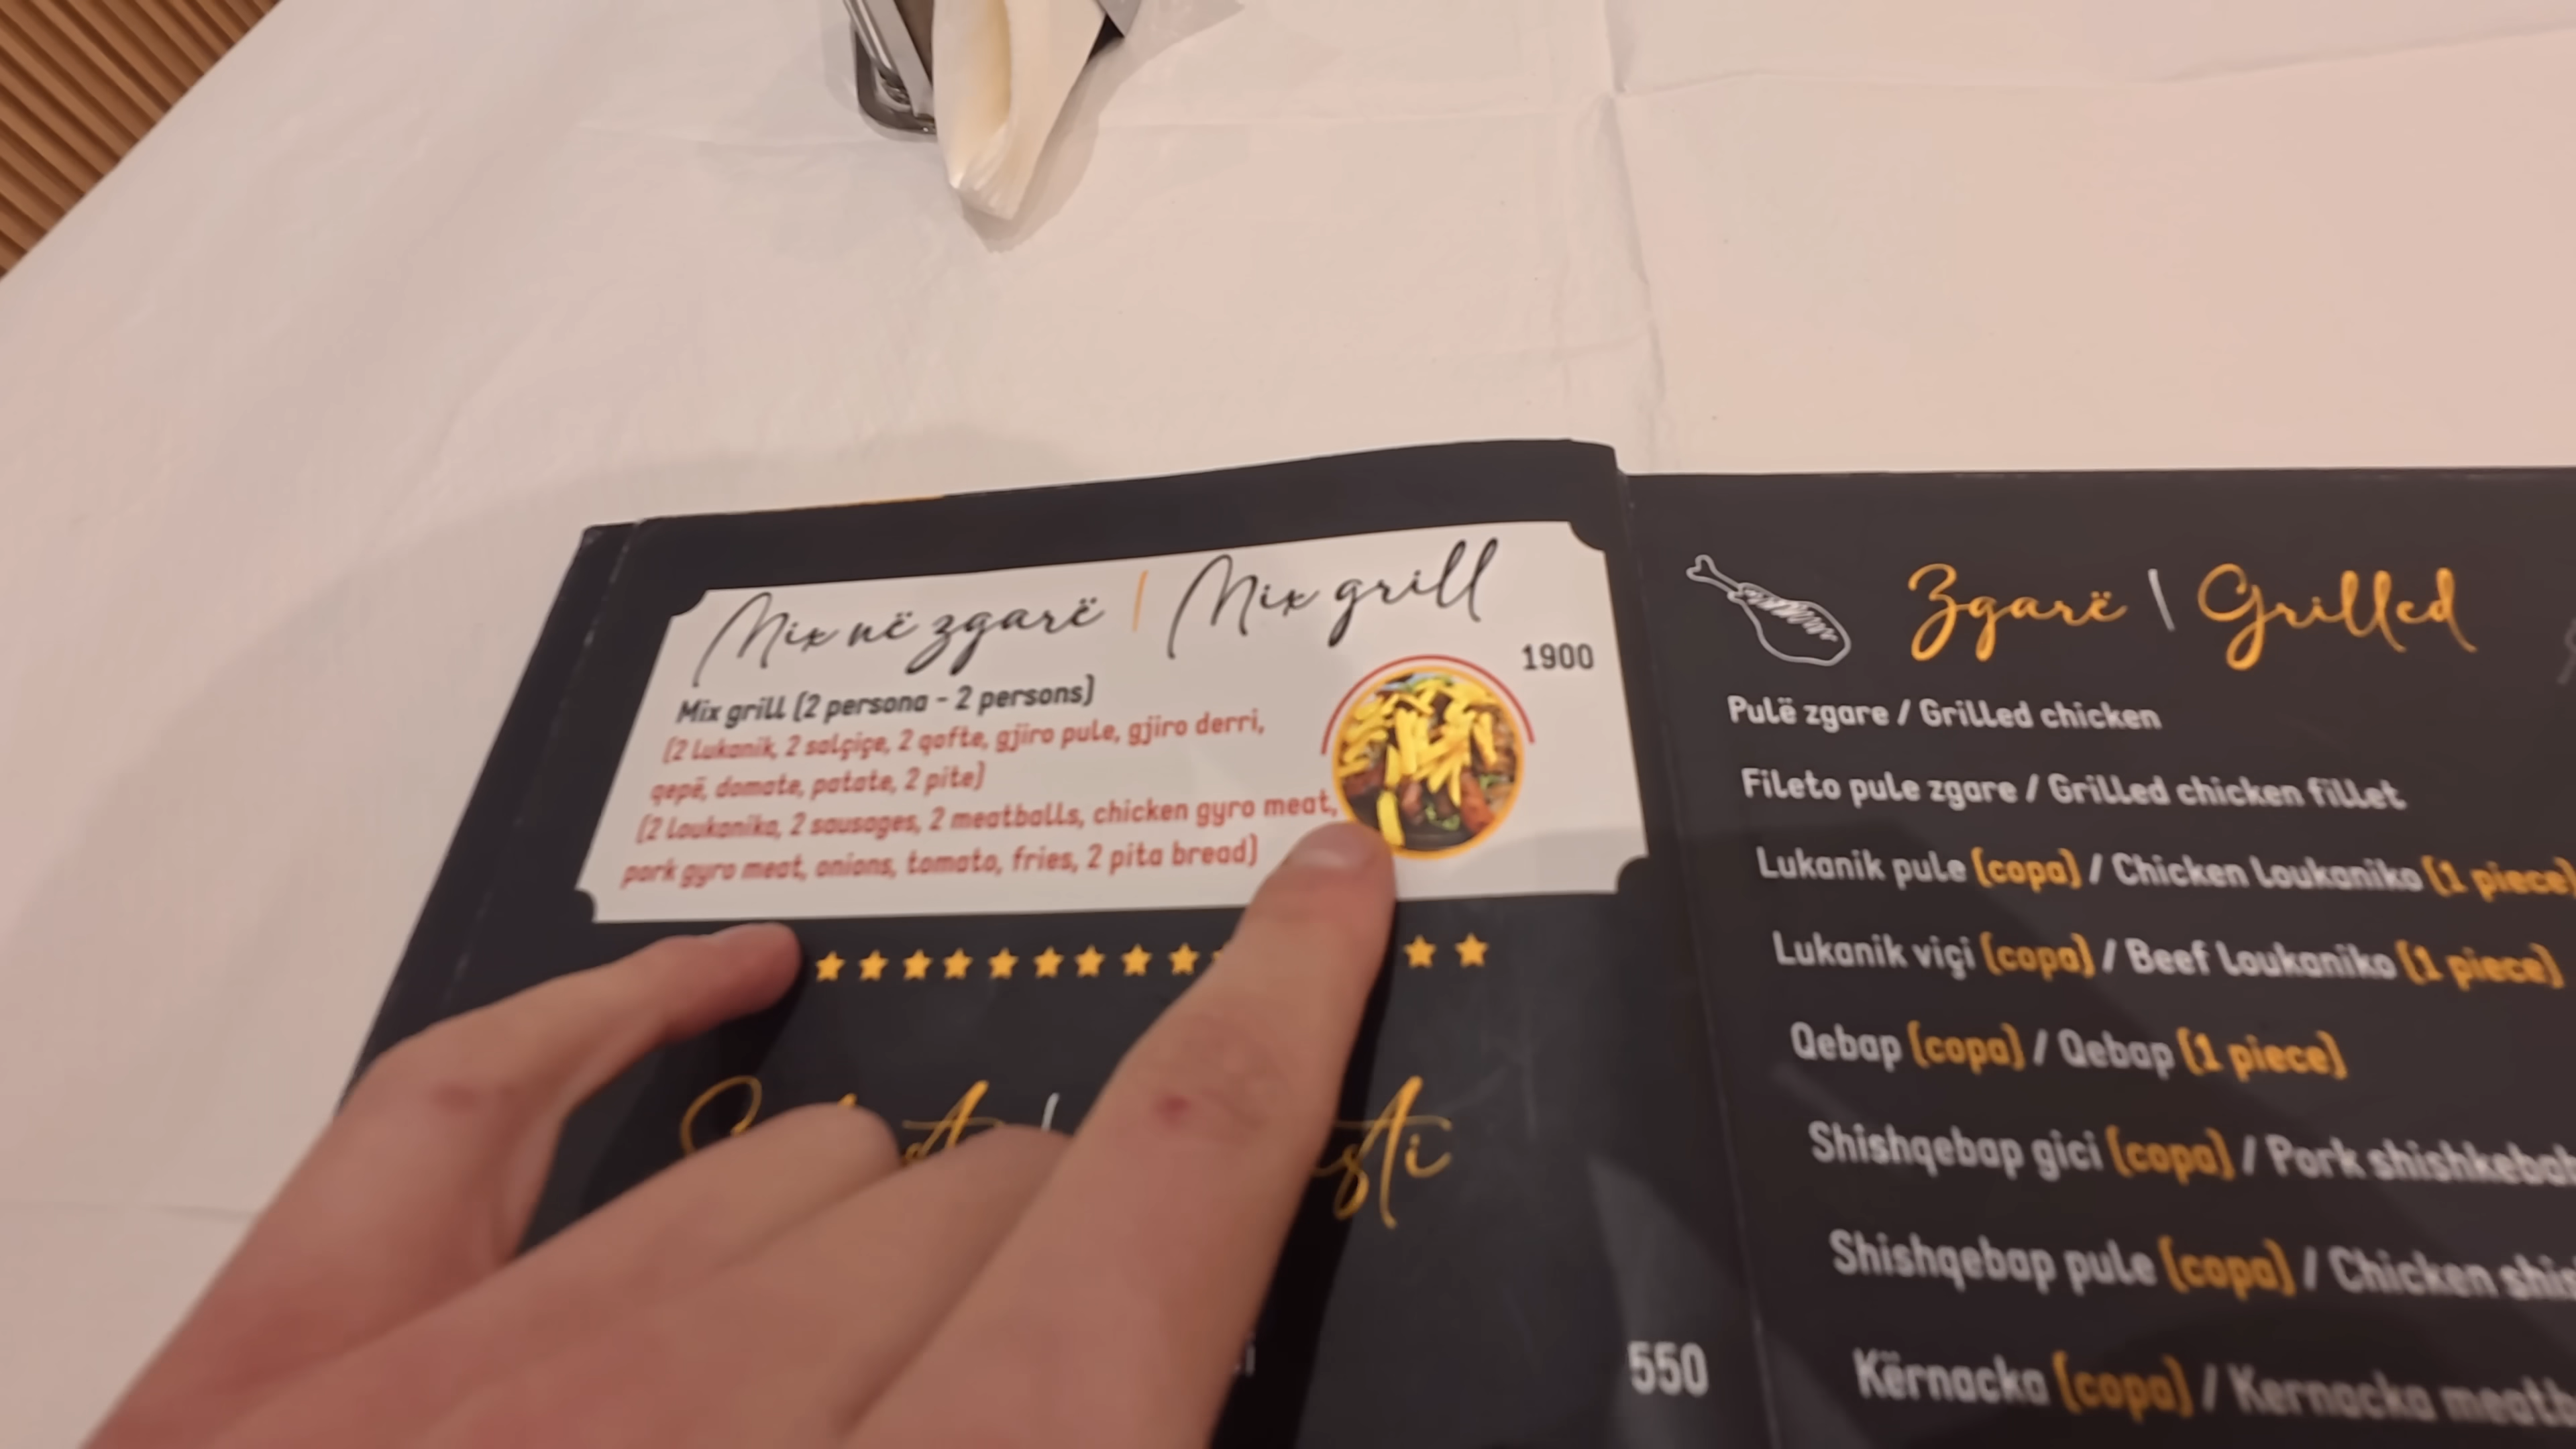 Mix në zgarë | Mix grill
1900
Mix grill (2 persona - 2 persons)
(2 lukanik, 2 salçiçe, 2 qofte, gjiro pule, gjiro derri,
qepë, domate, patate, 2 pite)
(2 loukaniko, 2 sausages, 2 meatballs, chicken gyro meat,
pork gyro meat, onions, tomato, fries, 2 pita bread)
550
Zgarë | Grilled
Pulë zgare / Grilled chicken
Fileto pule zgare / Grilled chicken fillet
Lukanik pule (copa) / Chicken Loukaniko (1 piece)
Lukanik viçi (copa) / Beef Loukaniko (1 piece)
Qebap (copa) / Qebap (1 piece)
Shishqebap gici (copa) / Pork shishkebab
Shishqebap pule (copa) / Chicken
Kërnacka (copa) / Kernacka